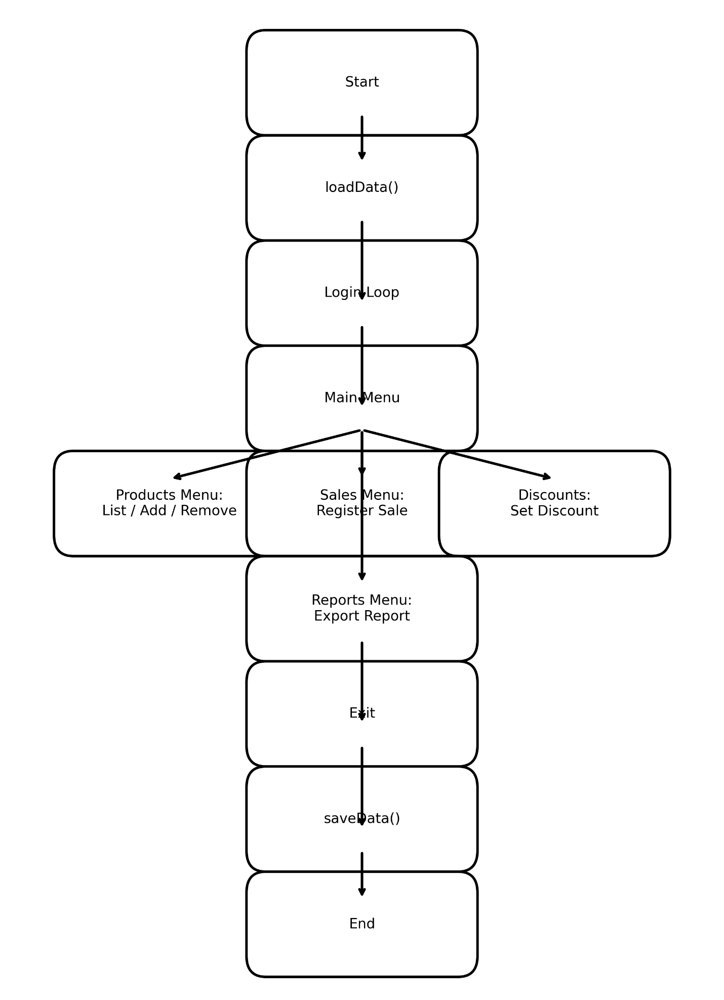 Start
loadData()
Login Loop
Main Menu
Products Menu:
List / Add / Remove
Sales Menu:
Register Sale
Discounts:
Set Discount
Reports Menu:
Export Report
Exit
saveData()
End